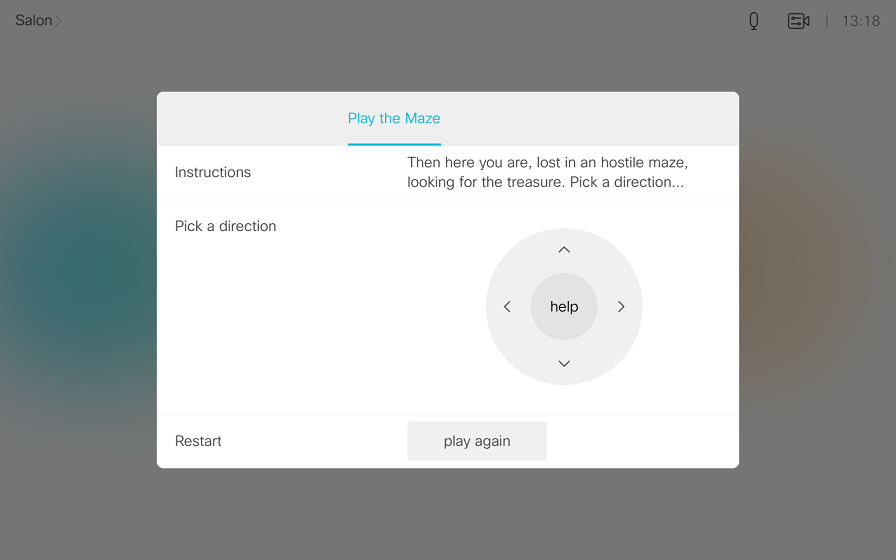 Salon
13:18
Play the Maze
Instructions
Then here you are, lost in an hostile maze,
looking for the treasure. Pick a direction...
Pick a direction
help
Restart
play again